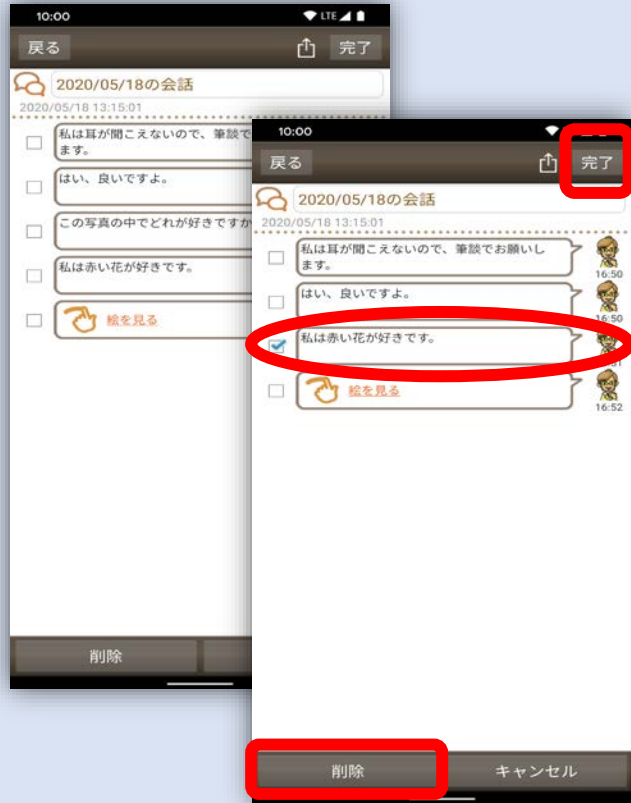 10:00
LTE
戻る
完了
2020/05/18の会話
2020/05/18 13:15:01
私は耳が聞こえないので、筆談で
ます。
はい、良いですよ。
この写真の中でどれが好きですか
私は赤い花が好きです。
絵を見る
削除
10:00
戻る
完了
2020/05/18の会話
2020/05/18 13:15:01
私は耳が聞こえないので、筆談でお願いし
ます。
16:50
はい、良いですよ。
16:50
私は赤い花が好きです。
絵を見る
16:52
削除
キャンセル